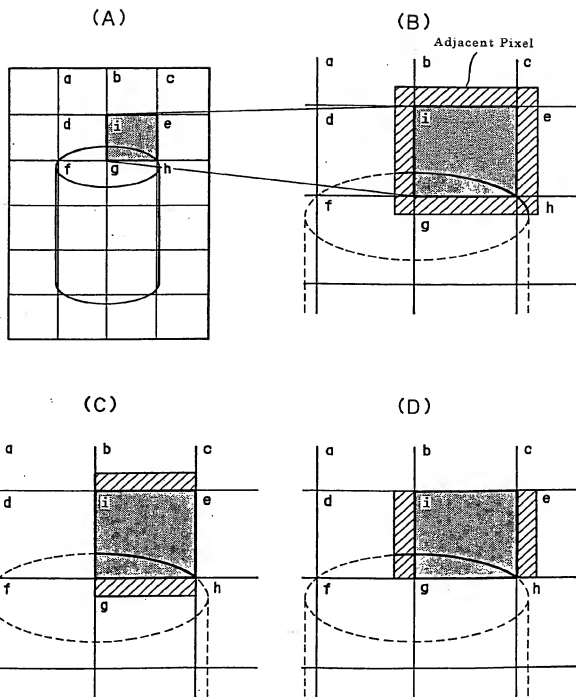 (A)
a b c
d i e
f g h
(B)
Adjacent Pixel
a b c
d i e
f h
g
(C)
a b c
d i e
f h
g
(D)
a b c
d i e
f g h